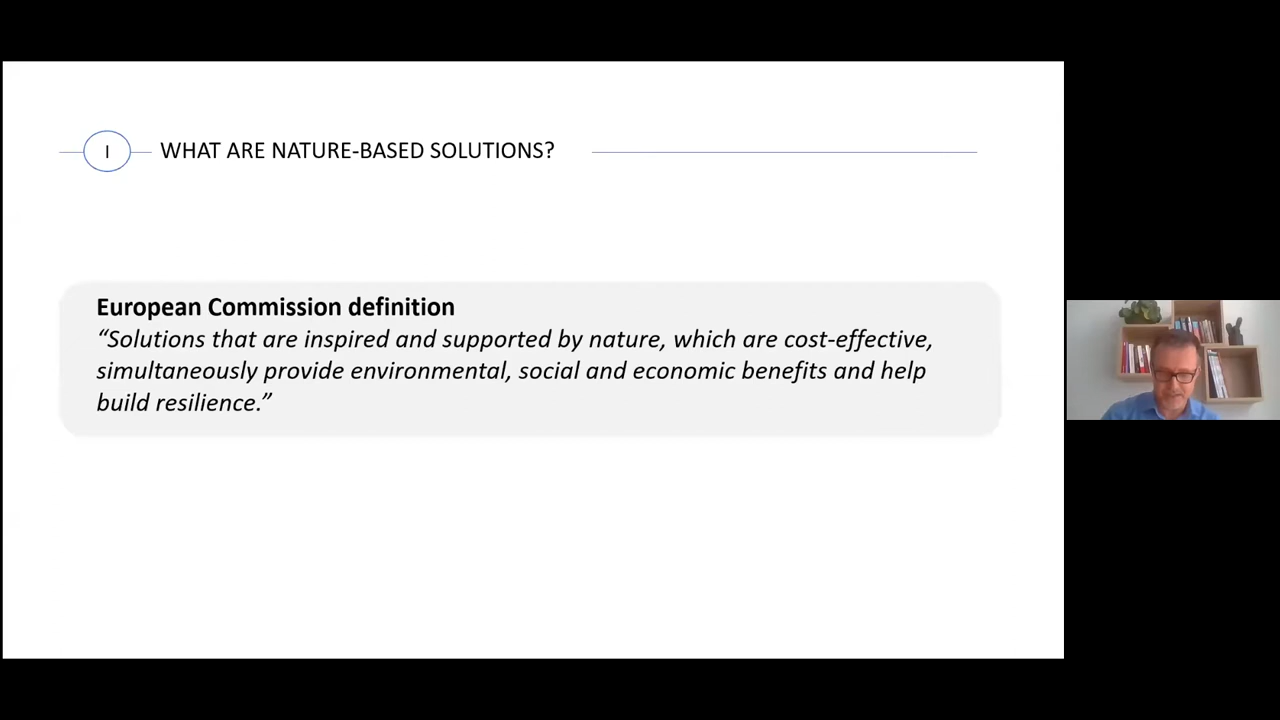 I
WHAT ARE NATURE-BASED SOLUTIONS?
European Commission definition
“Solutions that are inspired and supported by nature, which are cost-effective,
simultaneously provide environmental, social and economic benefits and help
build resilience.”